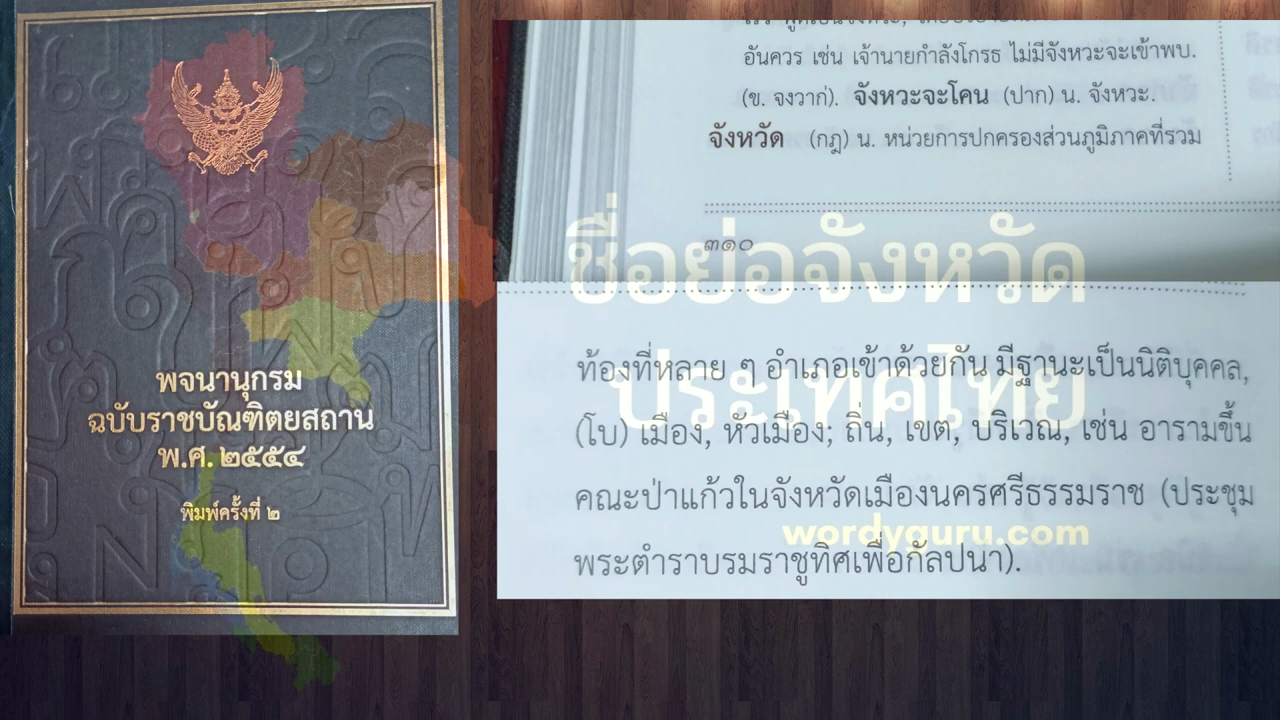 พจนานุกรม
ฉบับราชบัณฑิตยสถาน
พ.ศ. ๒๕๕๔
พิมพ์ครั้งที่ ๒
อันควร เช่น เจ้านายกำลังโกรธ ไม่มีจังหวะจะเข้าพบ.
(ข. จงวาก่). จังหวะจะโคน (ปาก) น. จังหวะ.
จังหวัด (กฎ) น. หน่วยการปกครองส่วนภูมิภาคที่รวม
๓๑๐
ชื่อย่อจังหวัด
ประเทศไทย
wordyguru.com
ท้องที่หลาย ๆ อำเภอเข้าด้วยกัน มีฐานะเป็นนิติบุคคล,
(โบ) เมือง, หัวเมือง; ถิ่น, เขต, บริเวณ, เช่น อารามขึ้น
คณะป่าแก้วในจังหวัดเมืองนครศรีธรรมราช (ประชุม
พระตำราบรมราชูทิศเพื่อกัลปนา).